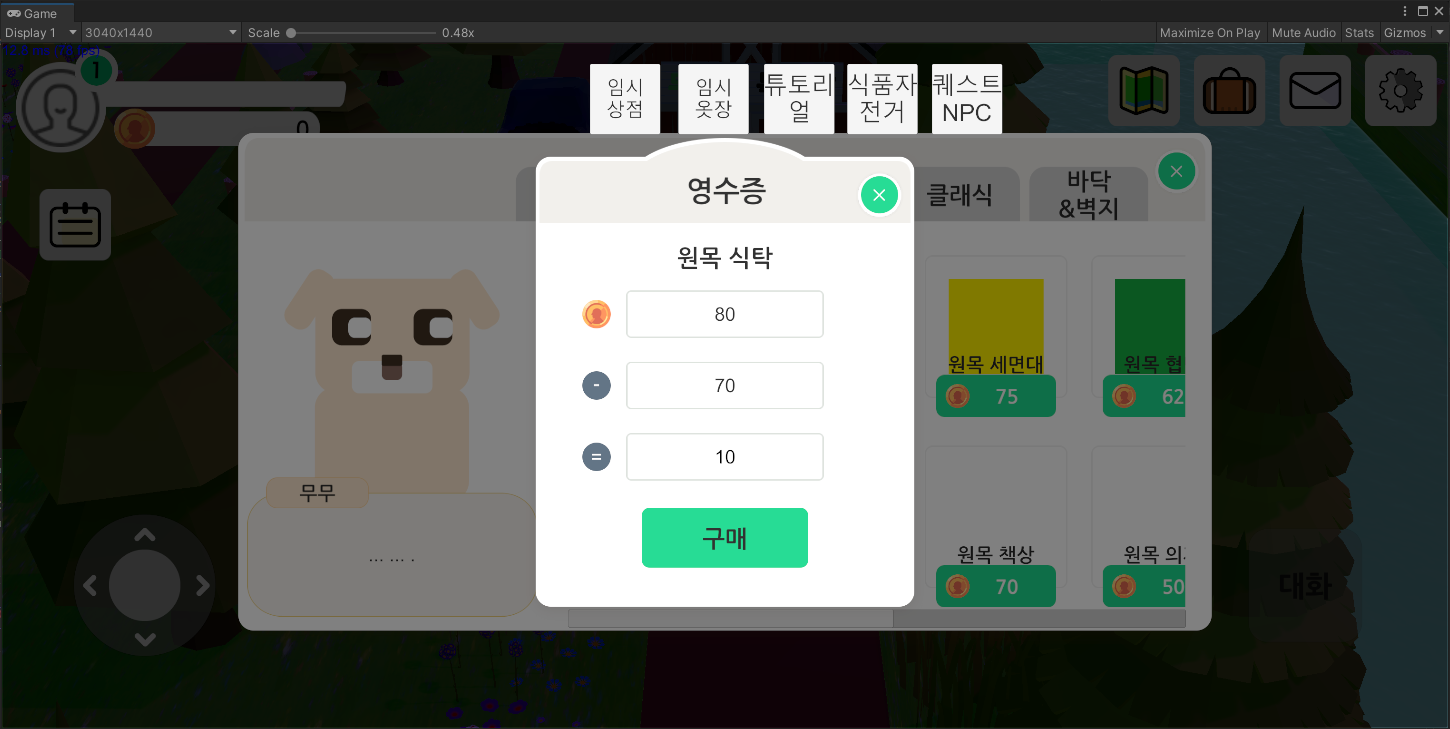 Game
Display 1
3040x1440
Scale
0.48x
Maximize On Play
Mute Audio
Stats
Gizmos
1
0
임시
상점
임시
옷장
튜토리
얼
식품자
전거
퀘스트
NPC
영수증
클래식
바닥
&벽지
원목 식탁
80
-
70
=
10
구매
원목 세면대
75
원목 협
62
원목 책상
70
원목 의
50
무무
... ... .
대화